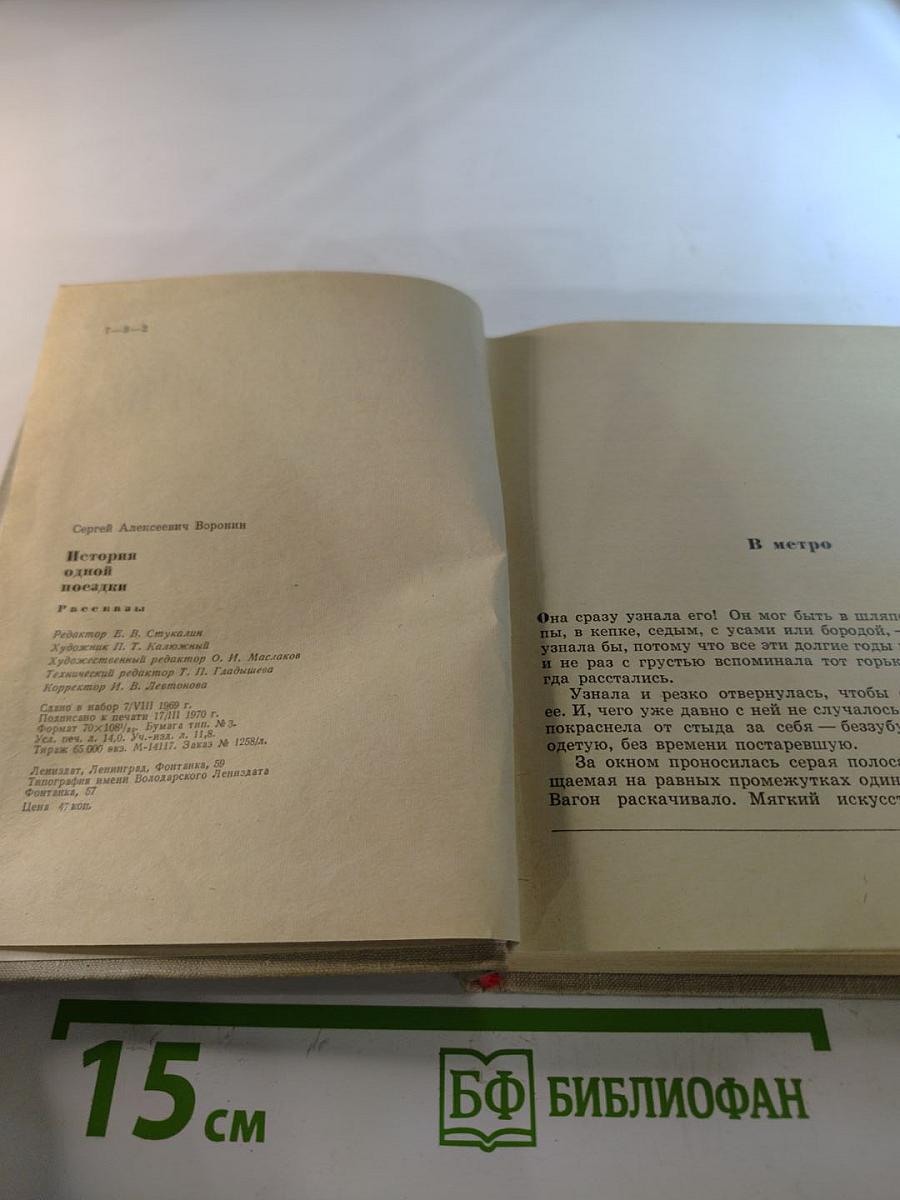 7—3—2
Сергей Алексеевич Воронин
История
одной
поездки
Рассказы
Редактор Е. В. Стукалин
Художник П. Т. Калюжный
Художественный редактор О. И. Маслаков
Технический редактор Т. П. Гладышева
Корректор И. В. Левтонова
Сдано в набор 7/VIII 1969 г.
Подписано к печати 17/III 1970 г.
Формат 70×108¹/₃₂. Бумага тип. № 3.
Усл. печ. л. 14,0. Уч.-изд. л. 11,8.
Тираж 65.000 экз. М-14117. Заказ № 1258/л.
Лениздат, Ленинград, Фонтанка, 59
Типография имени Володарского Лениздата
Фонтанка, 57
Цена 47 коп.
В метро
Она сразу узнала его! Он мог быть в шляп
пы, в кепке, седым, с усами или бородой, —
узнала бы, потому что все эти долгие годы
и не раз с грустью вспоминала тот горьк
гда расстались.
Узнала и резко отвернулась, чтобы
ее. И, чего уже давно с ней не случалось
покраснела от стыда за себя — беззубу
одетую, без времени постаревшую.
За окном проносилась серая полоса
щаемая на равных промежутках один
Вагон раскачивало. Мягкий искусст
15 см
БФ БИБЛИОФАН